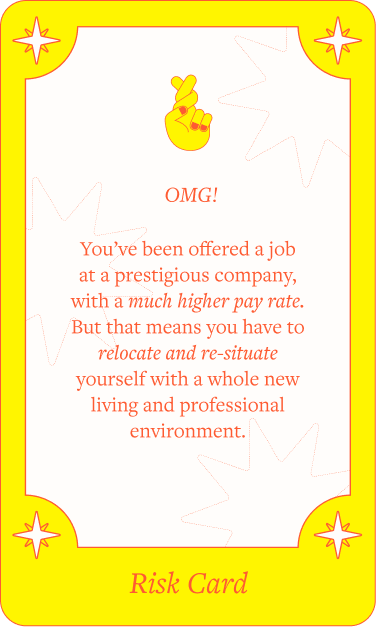 OMG!
You’ve been offered a job
at a prestigious company,
with a much higher pay rate.
But that means you have to
relocate and re-situate
yourself with a whole new
living and professional
environment.
Risk Card